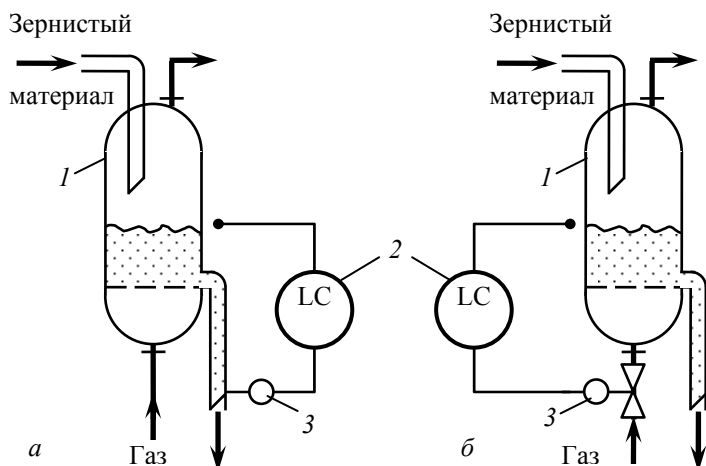 Зернистый
материал
1
LC
3
а
Газ
2
Зернистый
материал
1
LC
3
б
Газ